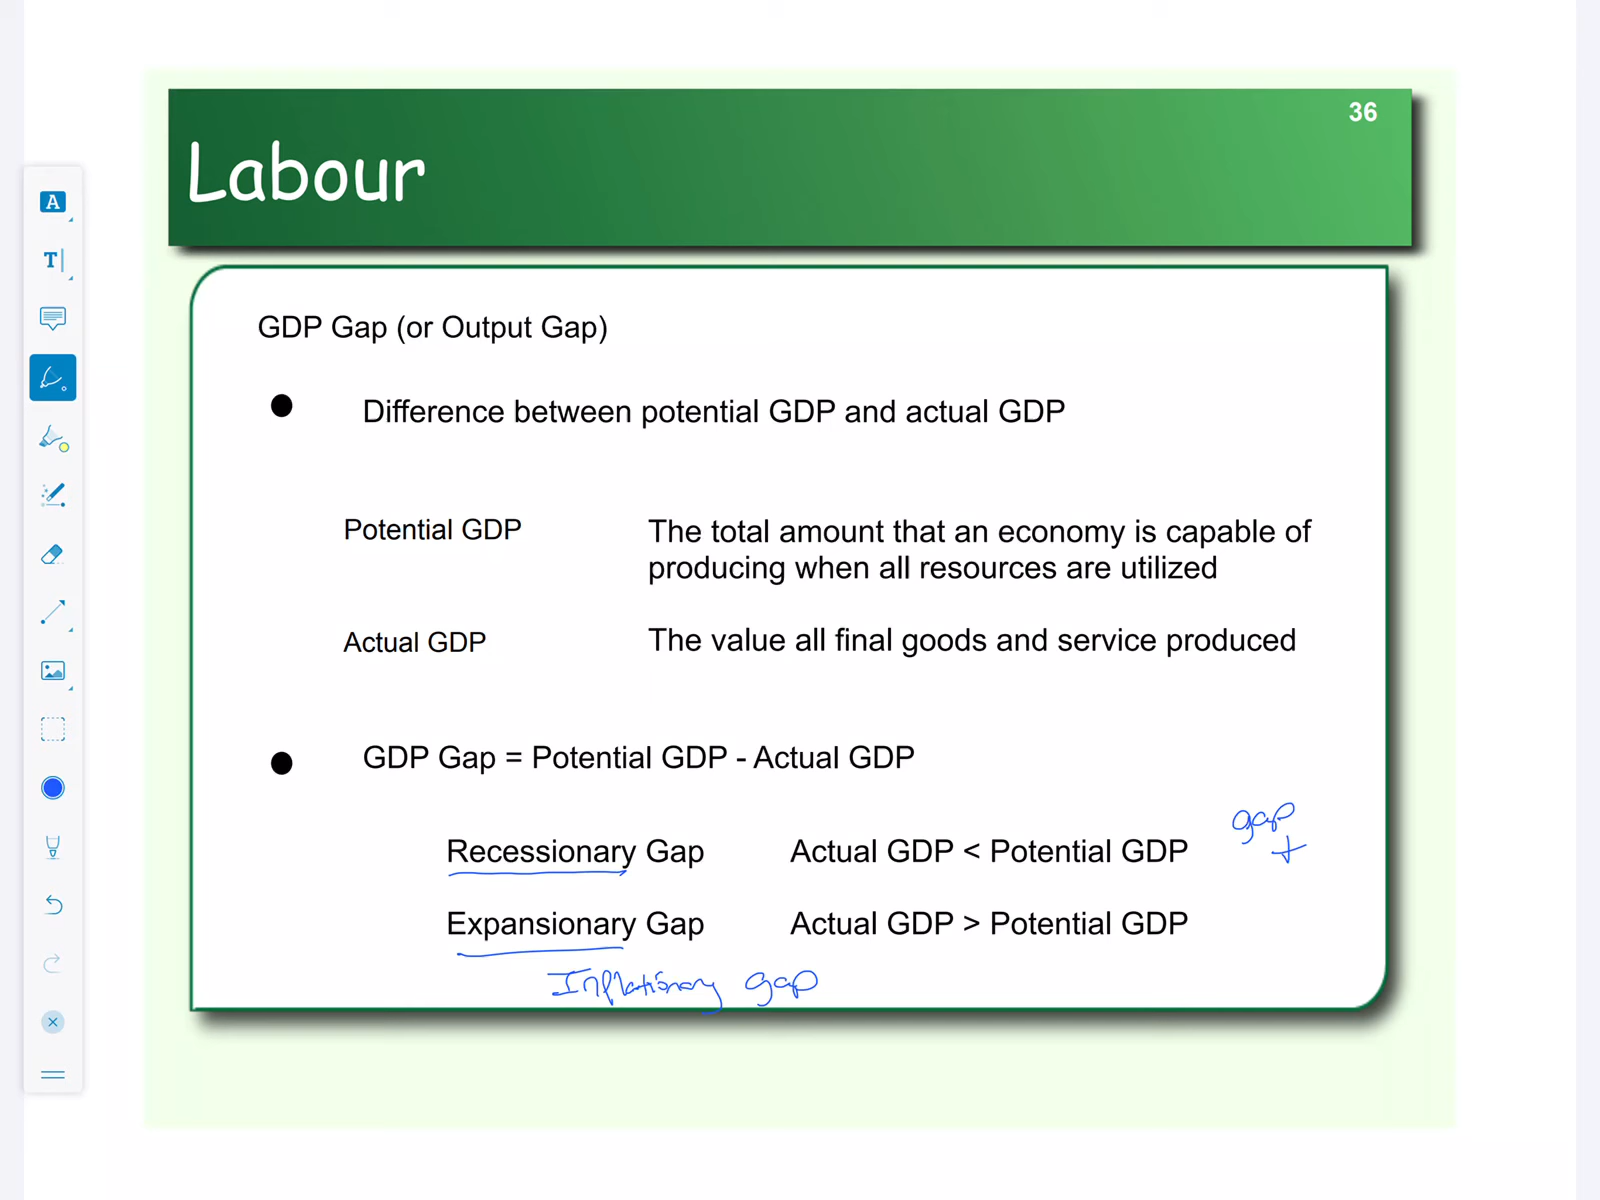 36
Labour
GDP Gap (or Output Gap)
● Difference between potential GDP and actual GDP
Potential GDP The total amount that an economy is capable of
producing when all resources are utilized
Actual GDP The value all final goods and service produced
● GDP Gap = Potential GDP - Actual GDP
gap
Recessionary Gap Actual GDP < Potential GDP +
Expansionary Gap Actual GDP > Potential GDP
Inflationary gap